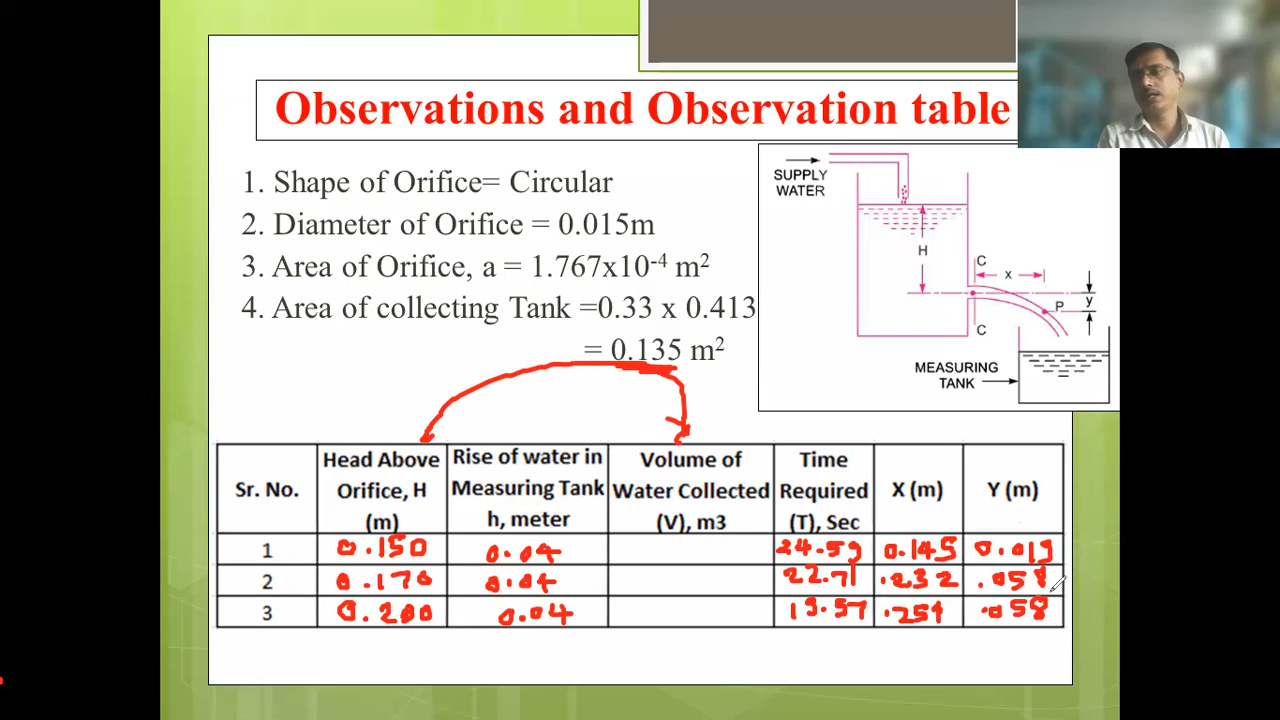 Observations and Observation table
1. Shape of Orifice= Circular
2. Diameter of Orifice = 0.015m
3. Area of Orifice, a = 1.767x10⁻⁴ m²
4. Area of collecting Tank =0.33 x 0.413
= 0.135 m²
SUPPLY
WATER
H
C
x
y
P
C
MEASURING
TANK
Sr. No. Head Above Orifice, H (m) Rise of water in Measuring Tank h, meter Volume of Water Collected (V), m3 Time Required (T), Sec X (m) Y (m)
1 0.150 0.04 24.59 0.145 0.019
2 0.170 0.04 22.71 .232
3 0.200 0.04 19.57 .058